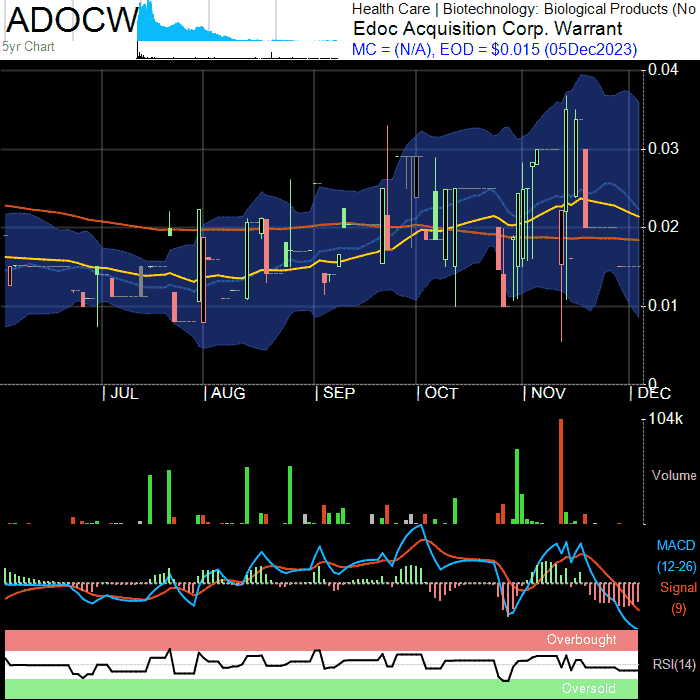 ADOCW
5yr Chart
Health Care | Biotechnology: Biological Products (No
Edoc Acquisition Corp. Warrant
MC = (N/A), EOD = $0.015 (05Dec2023)
0.04
0.03
0.02
0.01
0
JUL AUG SEP OCT NOV DEC
104k
Volume
MACD
(12-26)
Signal
(9)
Overbought
RSI(14)
Oversold